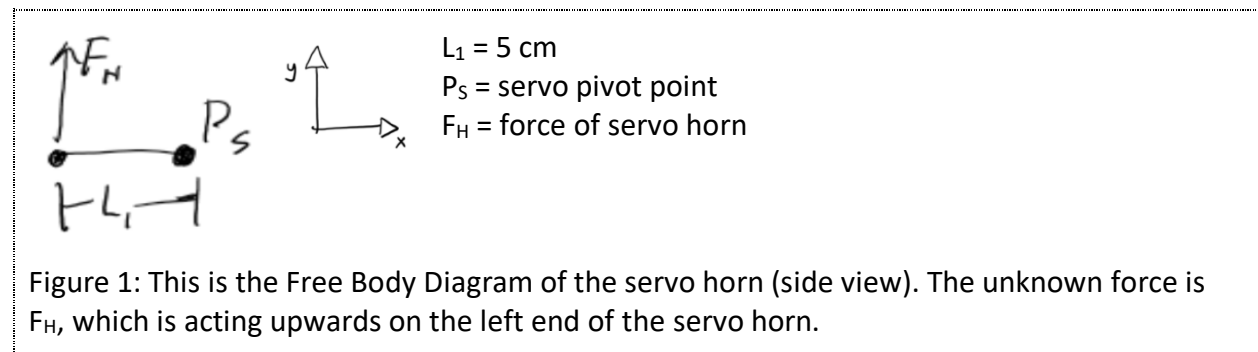 F_H
y
x
P_S
L_1
L₁ = 5 cm
P_S = servo pivot point
F_H = force of servo horn
Figure 1: This is the Free Body Diagram of the servo horn (side view). The unknown force is
F_H, which is acting upwards on the left end of the servo horn.